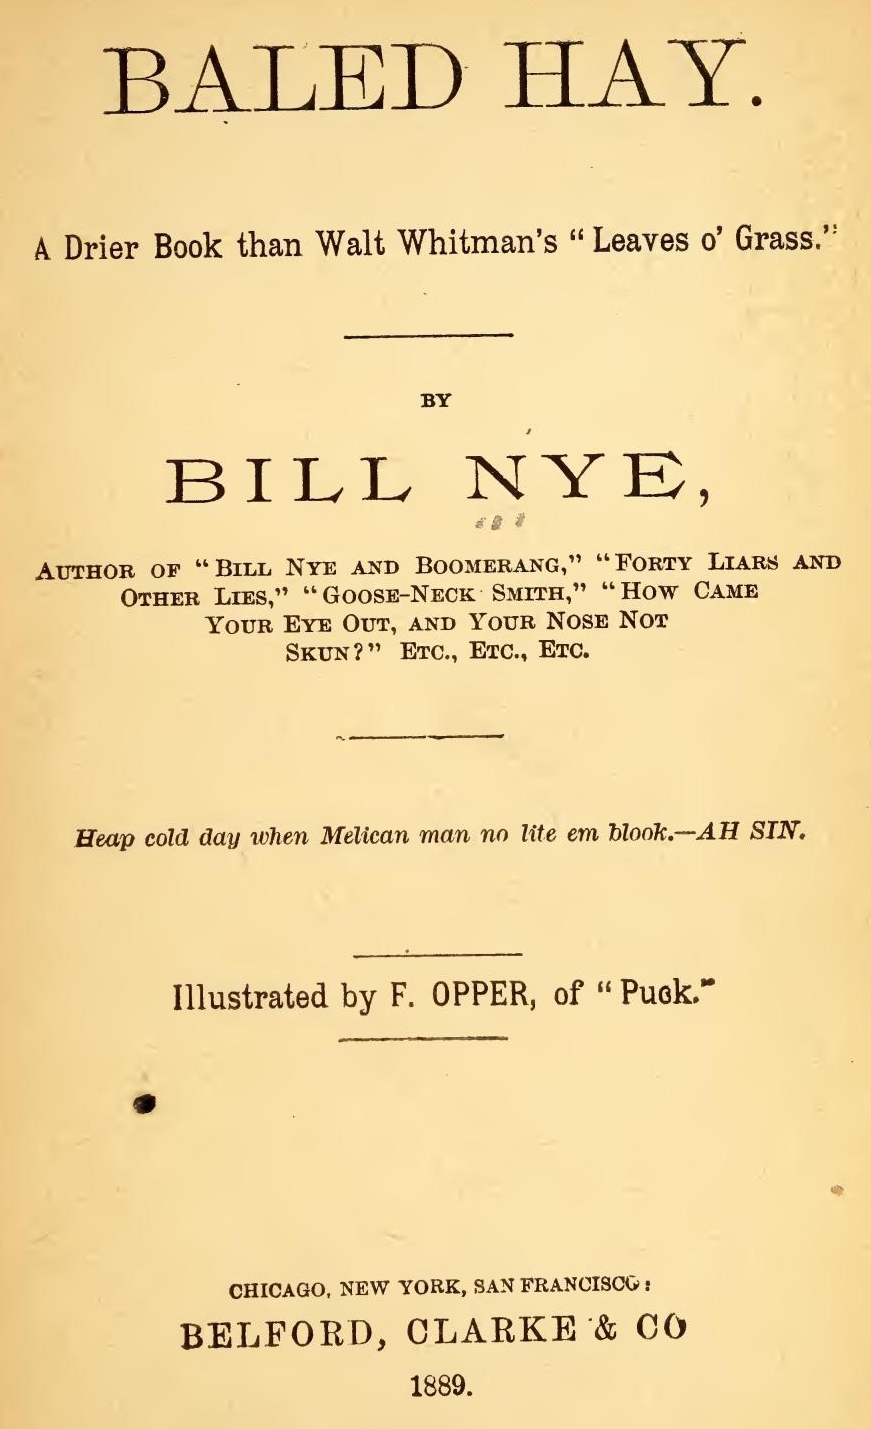 BALED HAY.
A Drier Book than Walt Whitman's "Leaves o' Grass."
BY
BILL NYE,
AUTHOR OF "BILL NYE AND BOOMERANG," "FORTY LIARS AND
OTHER LIES," "GOOSE-NECK SMITH," "HOW CAME
YOUR EYE OUT, AND YOUR NOSE NOT
SKUN?" ETC., ETC., ETC.
Heap cold day when Melican man no lite em blook.—AH SIN.
Illustrated by F. OPPER, of "Puck."
CHICAGO, NEW YORK, SAN FRANCISCO:
BELFORD, CLARKE & CO
1889.